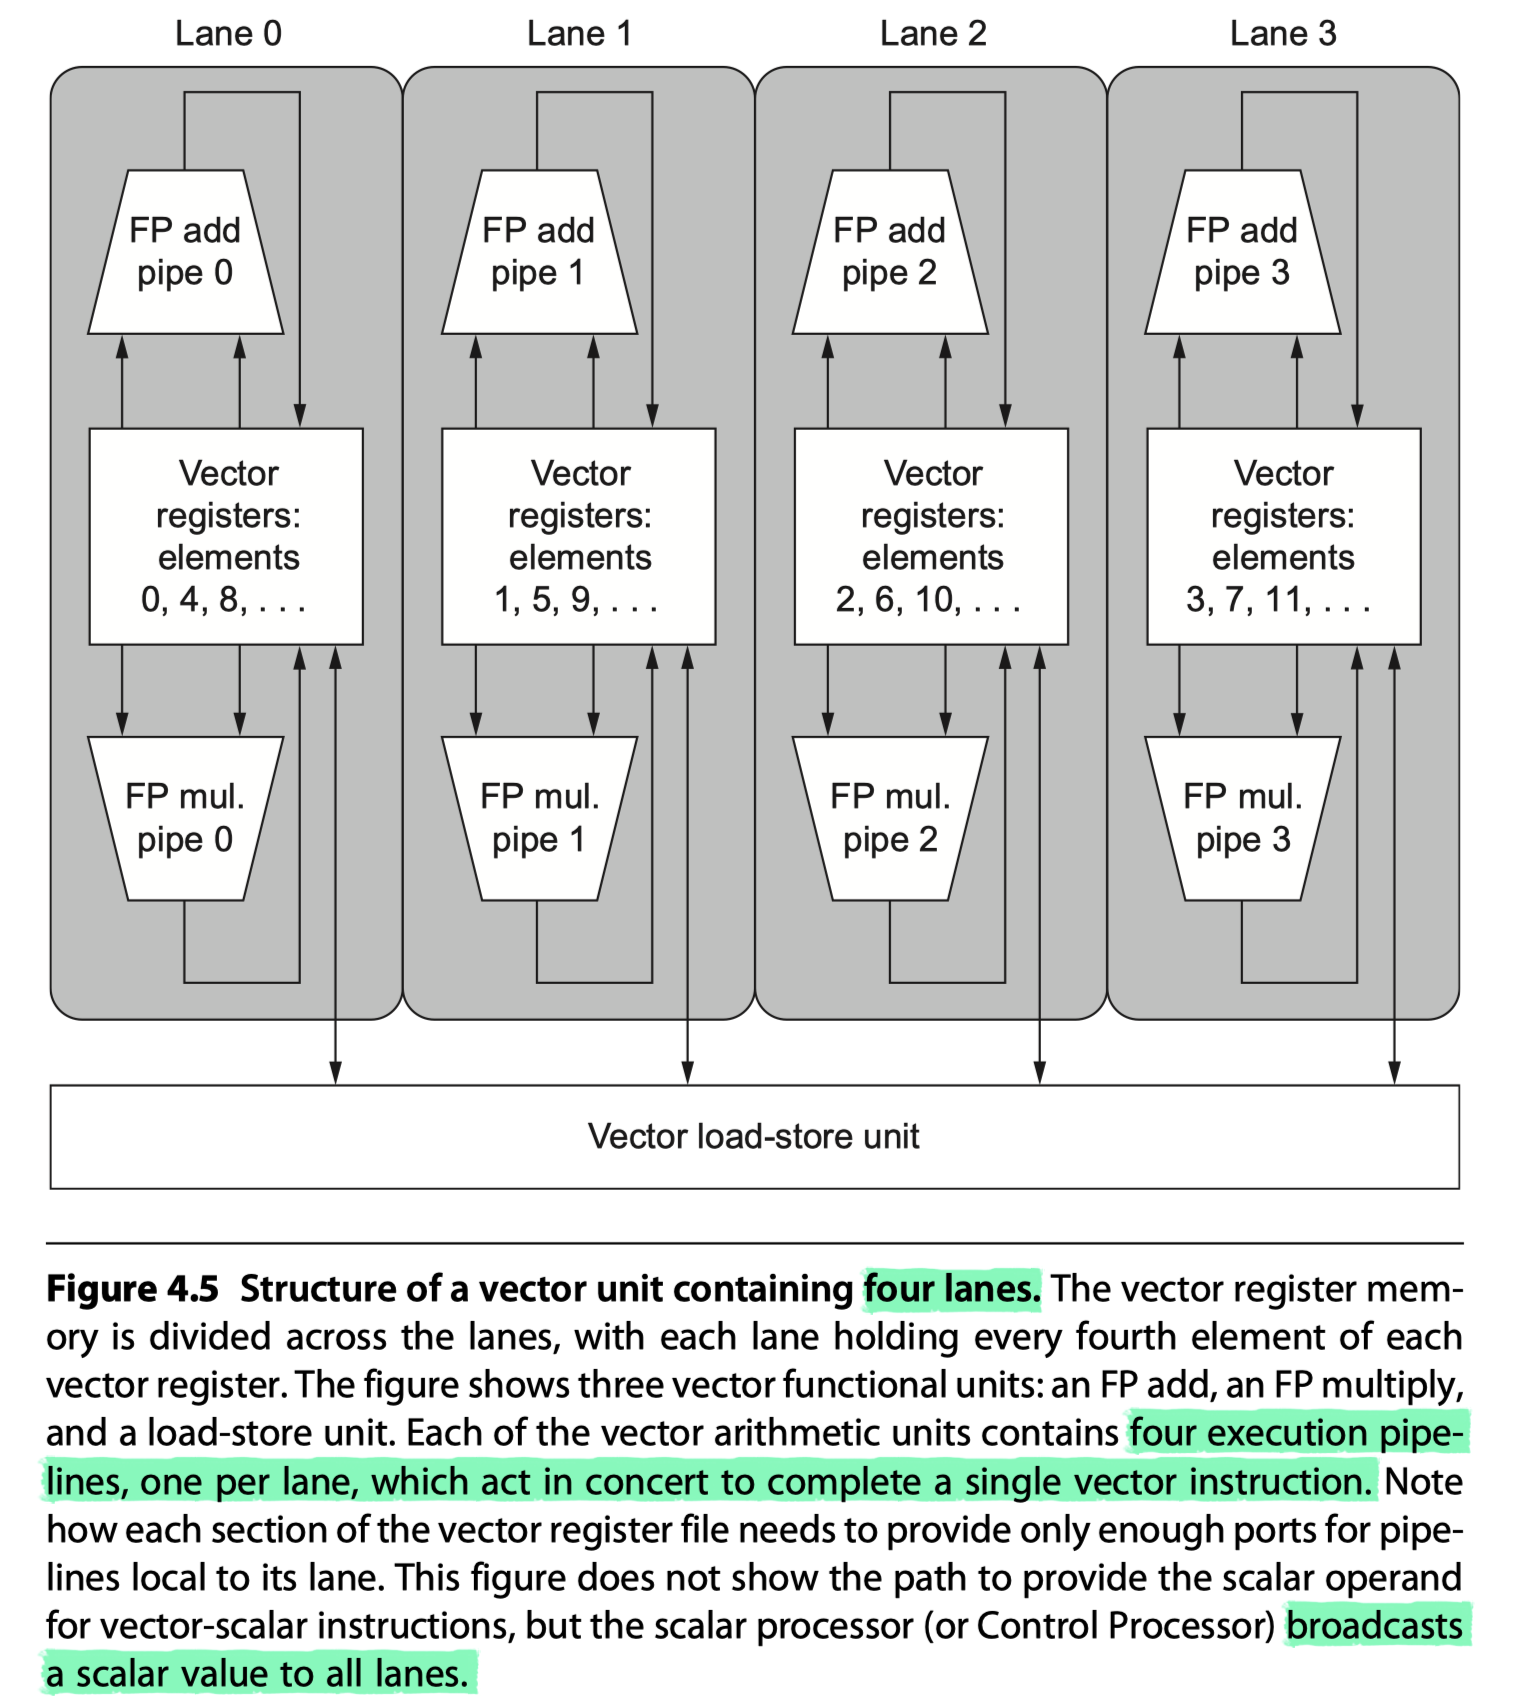 Lane 0
Lane 1
Lane 2
Lane 3
FP add
pipe 0
FP add
pipe 1
FP add
pipe 2
FP add
pipe 3
Vector
registers:
elements
0, 4, 8, . . .
Vector
registers:
elements
1, 5, 9, . . .
Vector
registers:
elements
2, 6, 10, . . .
Vector
registers:
elements
3, 7, 11, . . .
FP mul.
pipe 0
FP mul.
pipe 1
FP mul.
pipe 2
FP mul.
pipe 3
Vector load-store unit
Figure 4.5 Structure of a vector unit containing four lanes. The vector register mem-
ory is divided across the lanes, with each lane holding every fourth element of each
vector register. The figure shows three vector functional units: an FP add, an FP multiply,
and a load-store unit. Each of the vector arithmetic units contains four execution pipe-
lines, one per lane, which act in concert to complete a single vector instruction. Note
how each section of the vector register file needs to provide only enough ports for pipe-
lines local to its lane. This figure does not show the path to provide the scalar operand
for vector-scalar instructions, but the scalar processor (or Control Processor) broadcasts
a scalar value to all lanes.